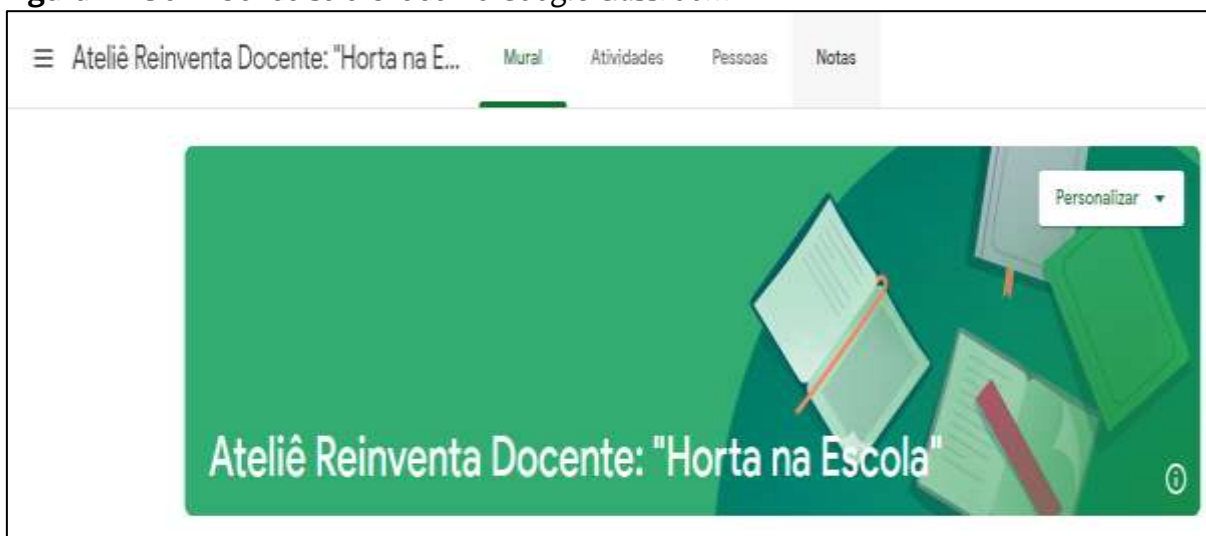 Ateliê Reinventa Docente: "Horta na E... Mural Atividades Pessoas Notas
Personalizar
Ateliê Reinventa Docente: "Horta na Escola"